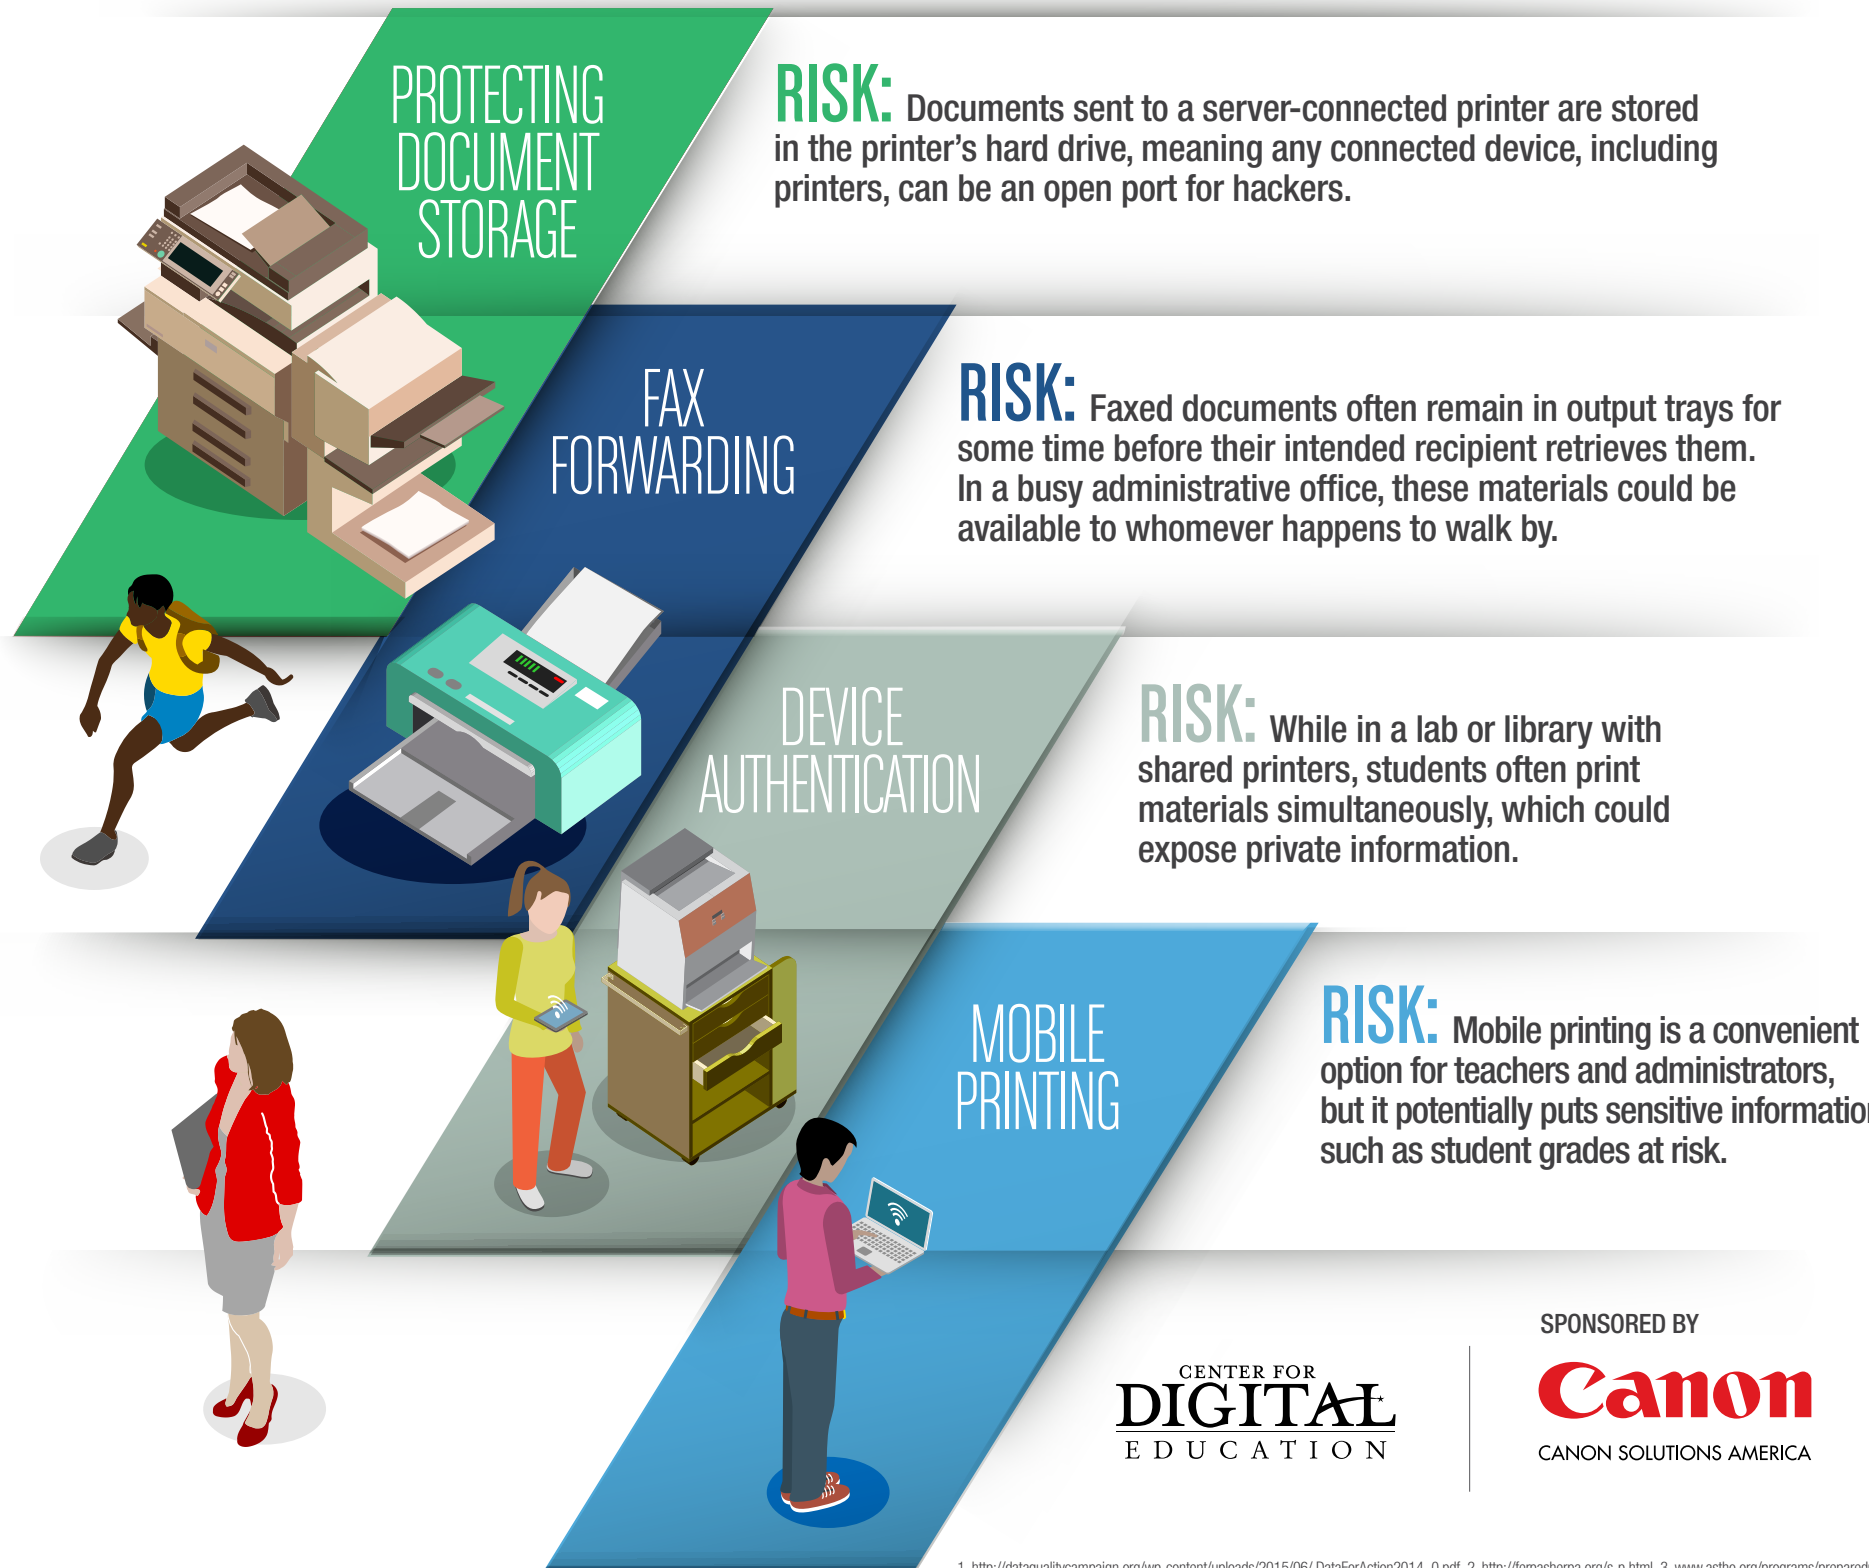 PROTECTING
DOCUMENT
STORAGE
RISK: Documents sent to a server-connected printer are stored
in the printer's hard drive, meaning any connected device, including
printers, can be an open port for hackers.
FAX
FORWARDING
RISK: Faxed documents often remain in output trays for
some time before their intended recipient retrieves them.
In a busy administrative office, these materials could be
available to whomever happens to walk by.
DEVICE
AUTHENTICATION
RISK: While in a lab or library with
shared printers, students often print
materials simultaneously, which could
expose private information.
MOBILE
PRINTING
RISK: Mobile printing is a convenient
option for teachers and administrators,
but it potentially puts sensitive information
such as student grades at risk.
SPONSORED BY
CENTER FOR
DIGITAL
EDUCATION
Canon
CANON SOLUTIONS AMERICA